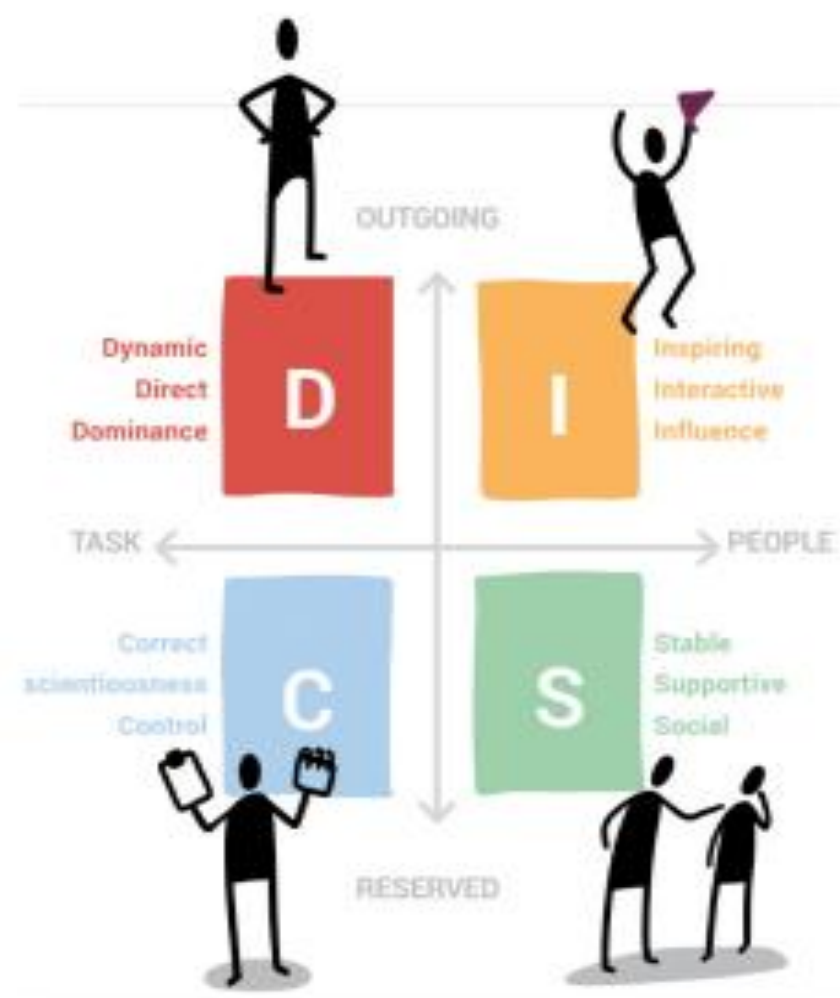 OUTGOING
Dynamic
Direct
Dominance
D
I
Inspiring
Interactive
Influence
TASK
PEOPLE
Correct
scientiousness
Control
C
S
Stable
Supportive
Social
RESERVED